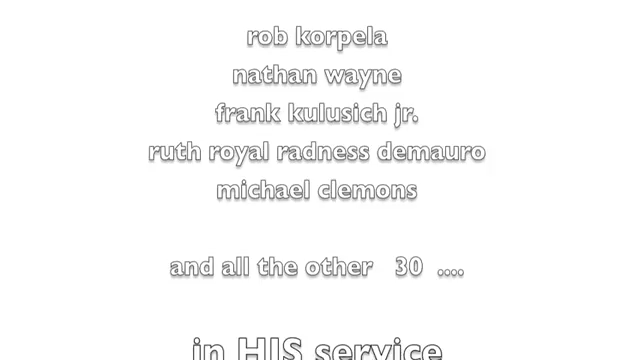 rob korpela
nathan wayne
frank kulusich jr.
ruth royal radness demauro
michael clemons
and all the other 30 ....
in HIS service